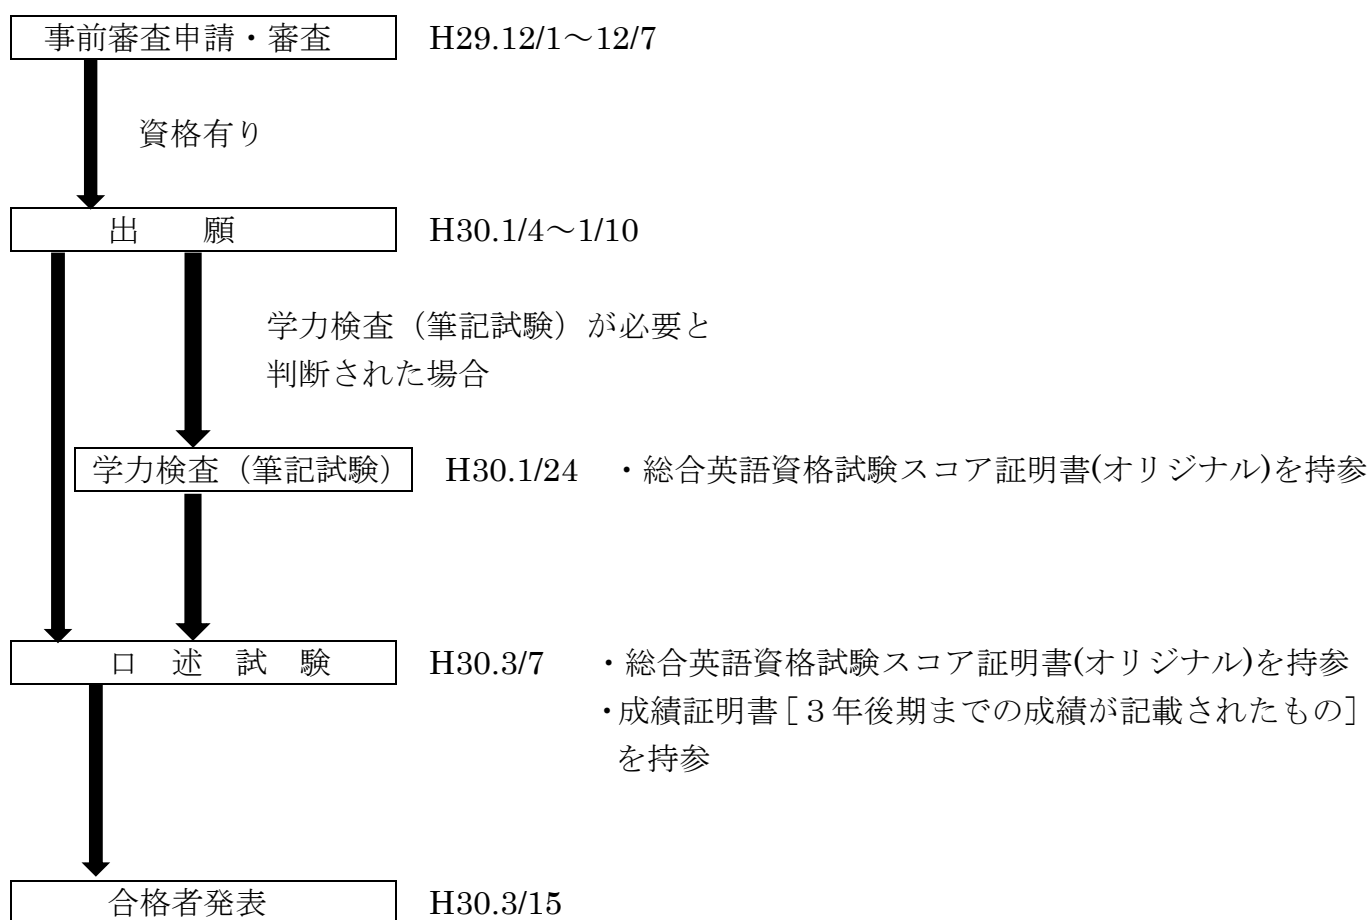 事前審査申請・審査 H29.12/1～12/7
資格有り
出　　願 H30.1/4～1/10
学力検査（筆記試験）が必要と
判断された場合
学力検査（筆記試験） H30.1/24 ・総合英語資格試験スコア証明書(オリジナル)を持参
口　述　試　験 H30.3/7 ・総合英語資格試験スコア証明書(オリジナル)を持参
・成績証明書［３年後期までの成績が記載されたもの］
を持参
合格者発表 H30.3/15